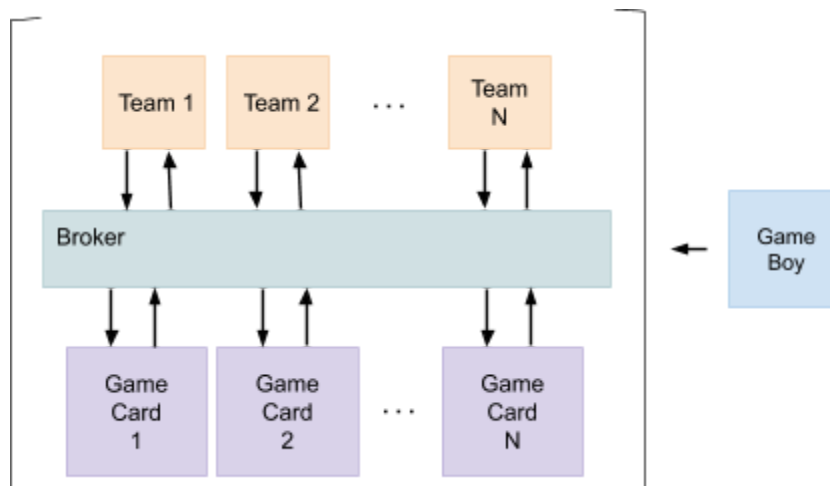 Team 1
Team 2
. . .
Team
N
Broker
Game
Boy
Game
Card
1
Game
Card
2
. . .
Game
Card
N